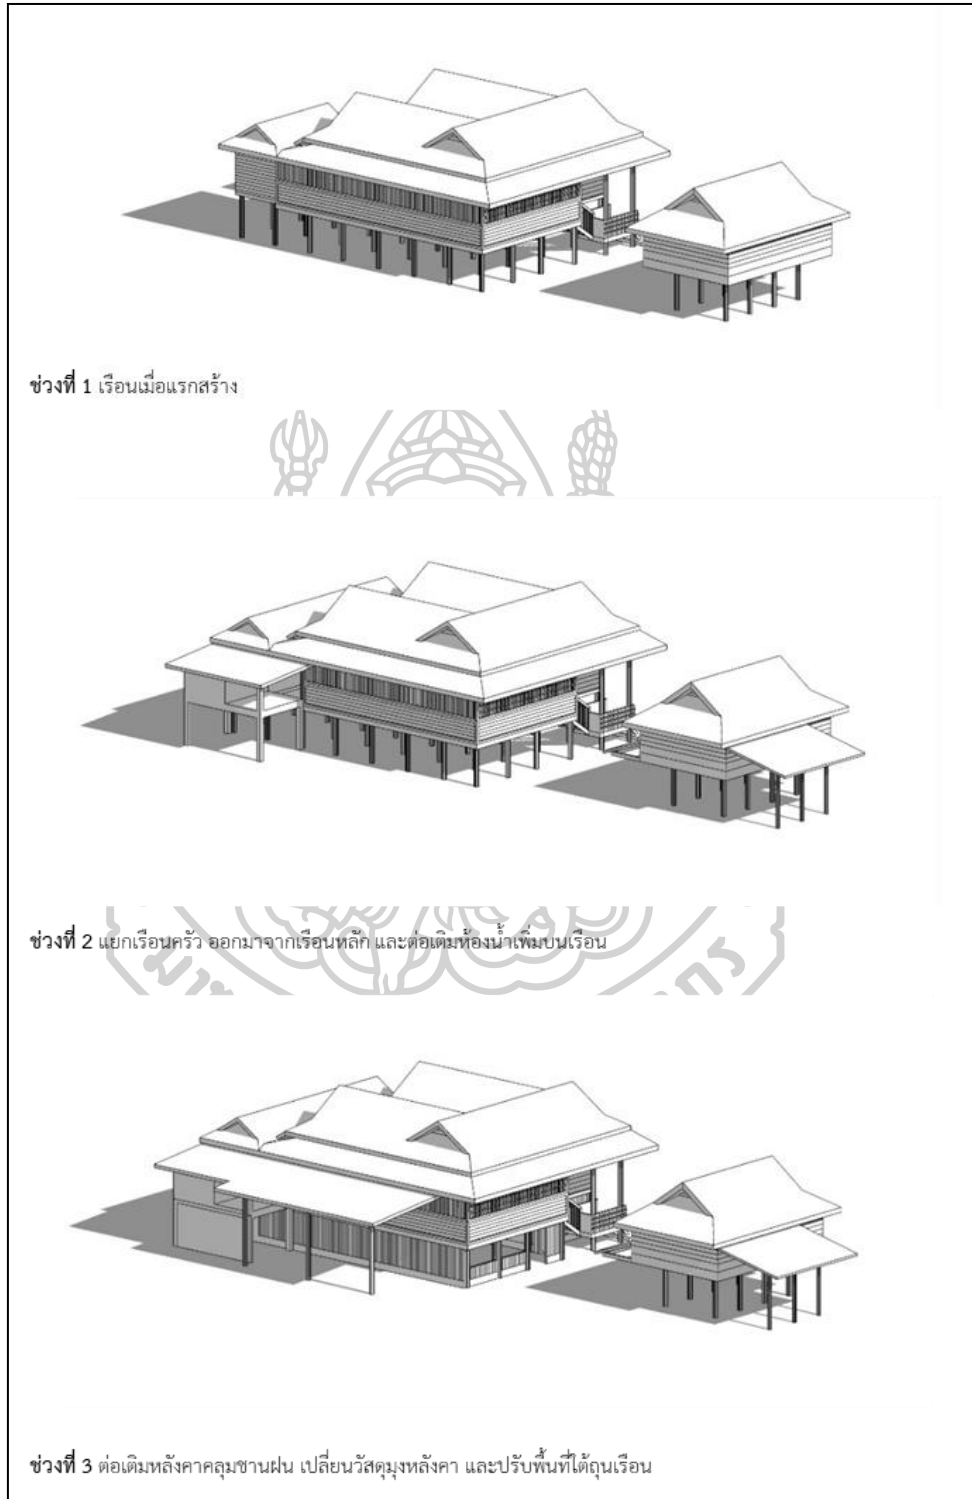 ช่วงที่ 1 เรือนเมื่อแรกสร้าง
ช่วงที่ 2 แยกเรือนครัว ออกมาจากเรือนหลัก และต่อเติมห้องน้ำเพิ่มบนเรือน
ช่วงที่ 3 ต่อเติมหลังคาคลุมชานฝน เปลี่ยนวัสดุมุงหลังคา และปรับพื้นที่ใต้ถุนเรือน